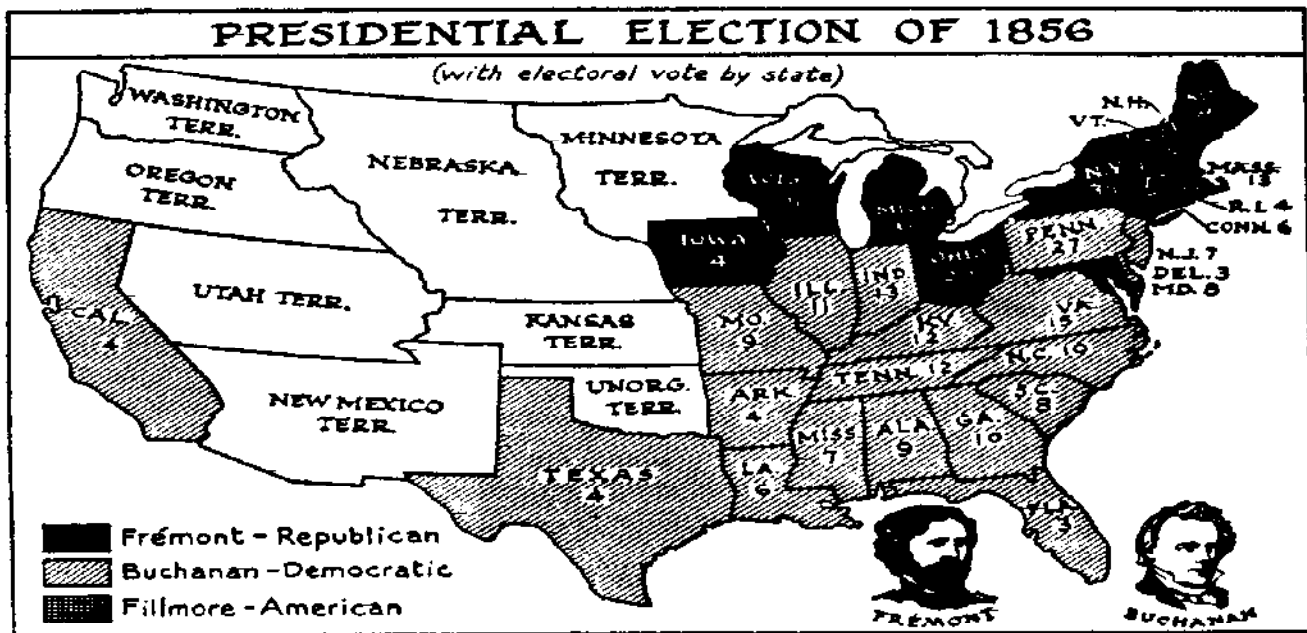 PRESIDENTIAL ELECTION OF 1856
(with electoral vote by state)
WASHINGTON
TERR.
OREGON
TERR.
NEBRASKA
TERR.
MINNESOTA
TERR.
UTAH TERR.
KANSAS
TERR.
NEW MEXICO
TERR.
UNORG.
TERR.
CAL.
4
TEXAS
4
IOWA
4
WIS.
MICH.
OHIO
N.H.
VT.
N.Y.
MASS.
13
R.I. 4
CONN. 6
PENN.
27
N.J. 7
DEL. 3
MD. 8
ILL.
11
IND.
13
MO.
9
KY.
12
VA.
15
TENN. 12
N.C. 10
ARK.
4
S.C.
8
MISS
7
ALA.
9
GA.
10
LA.
6
FLA.
3
Frémont - Republican
Buchanan - Democratic
Fillmore - American
FRÉMONT
BUCHANAN